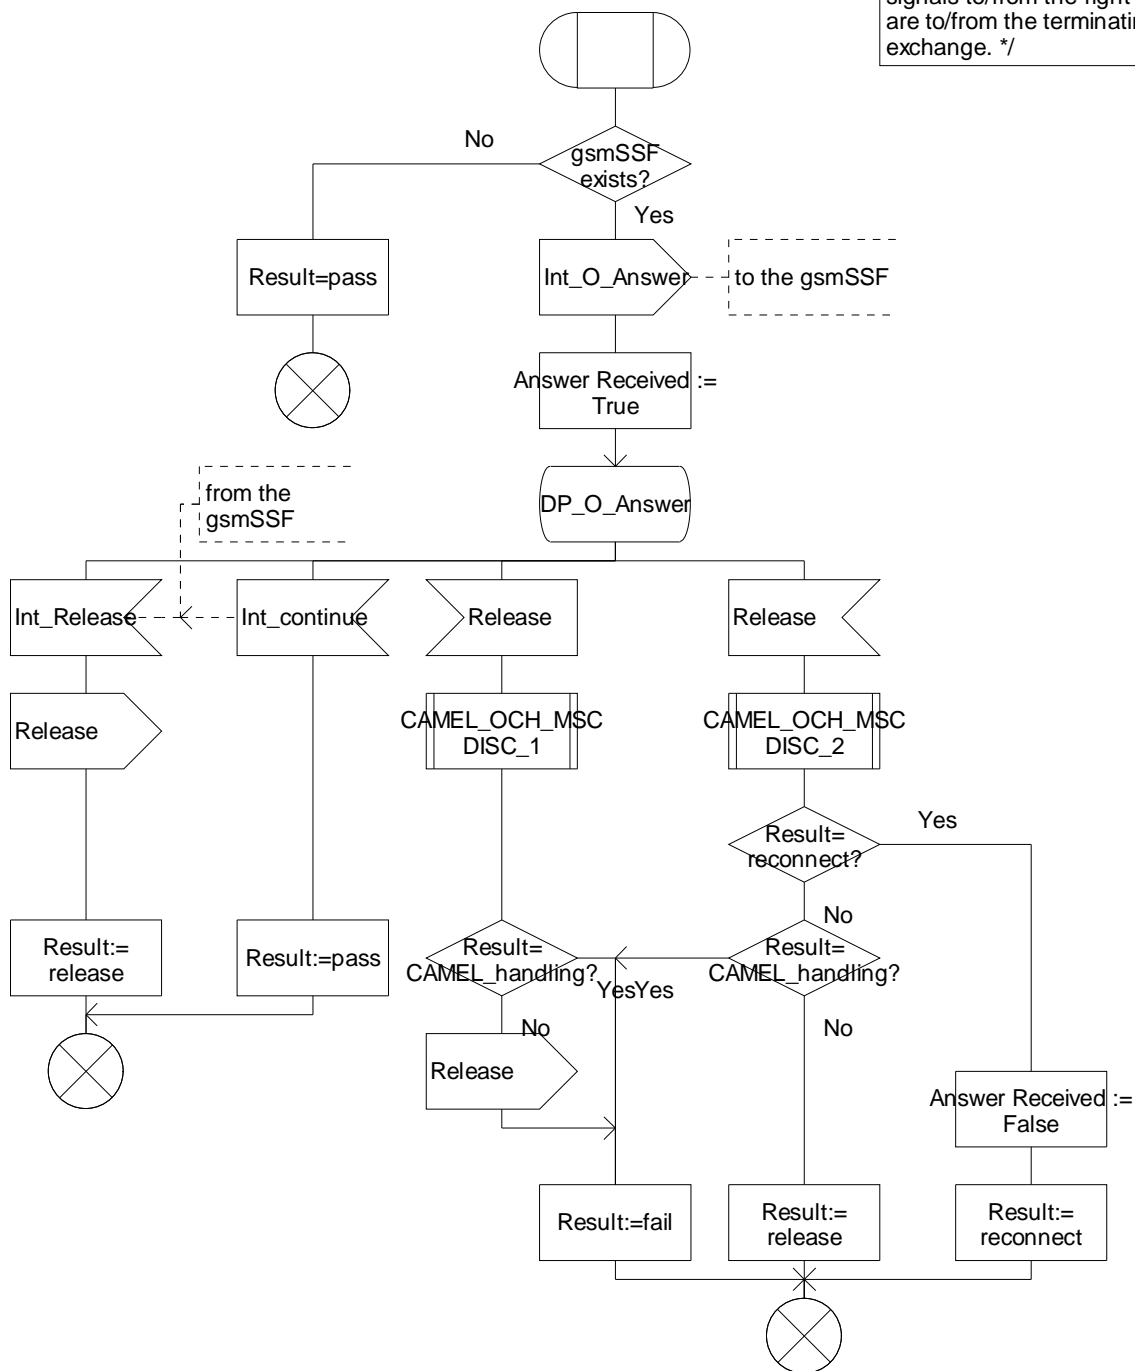 signals to/from the right
are to/from the terminatin
exchange. */
gsmSSF
exists?
No
Yes
Result=pass
Int_O_Answer
to the gsmSSF
Answer Received :=
True
from the
gsmSSF
DP_O_Answer
Int_Release
Int_continue
Release
Release
Release
CAMEL_OCH_MSC
DISC_1
CAMEL_OCH_MSC
DISC_2
Result=
reconnect?
Yes
No
Result:=
release
Result:=pass
Result=
CAMEL_handling?
Result=
CAMEL_handling?
YesYes
No
No
Release
Answer Received :=
False
Result:=fail
Result:=
release
Result:=
reconnect